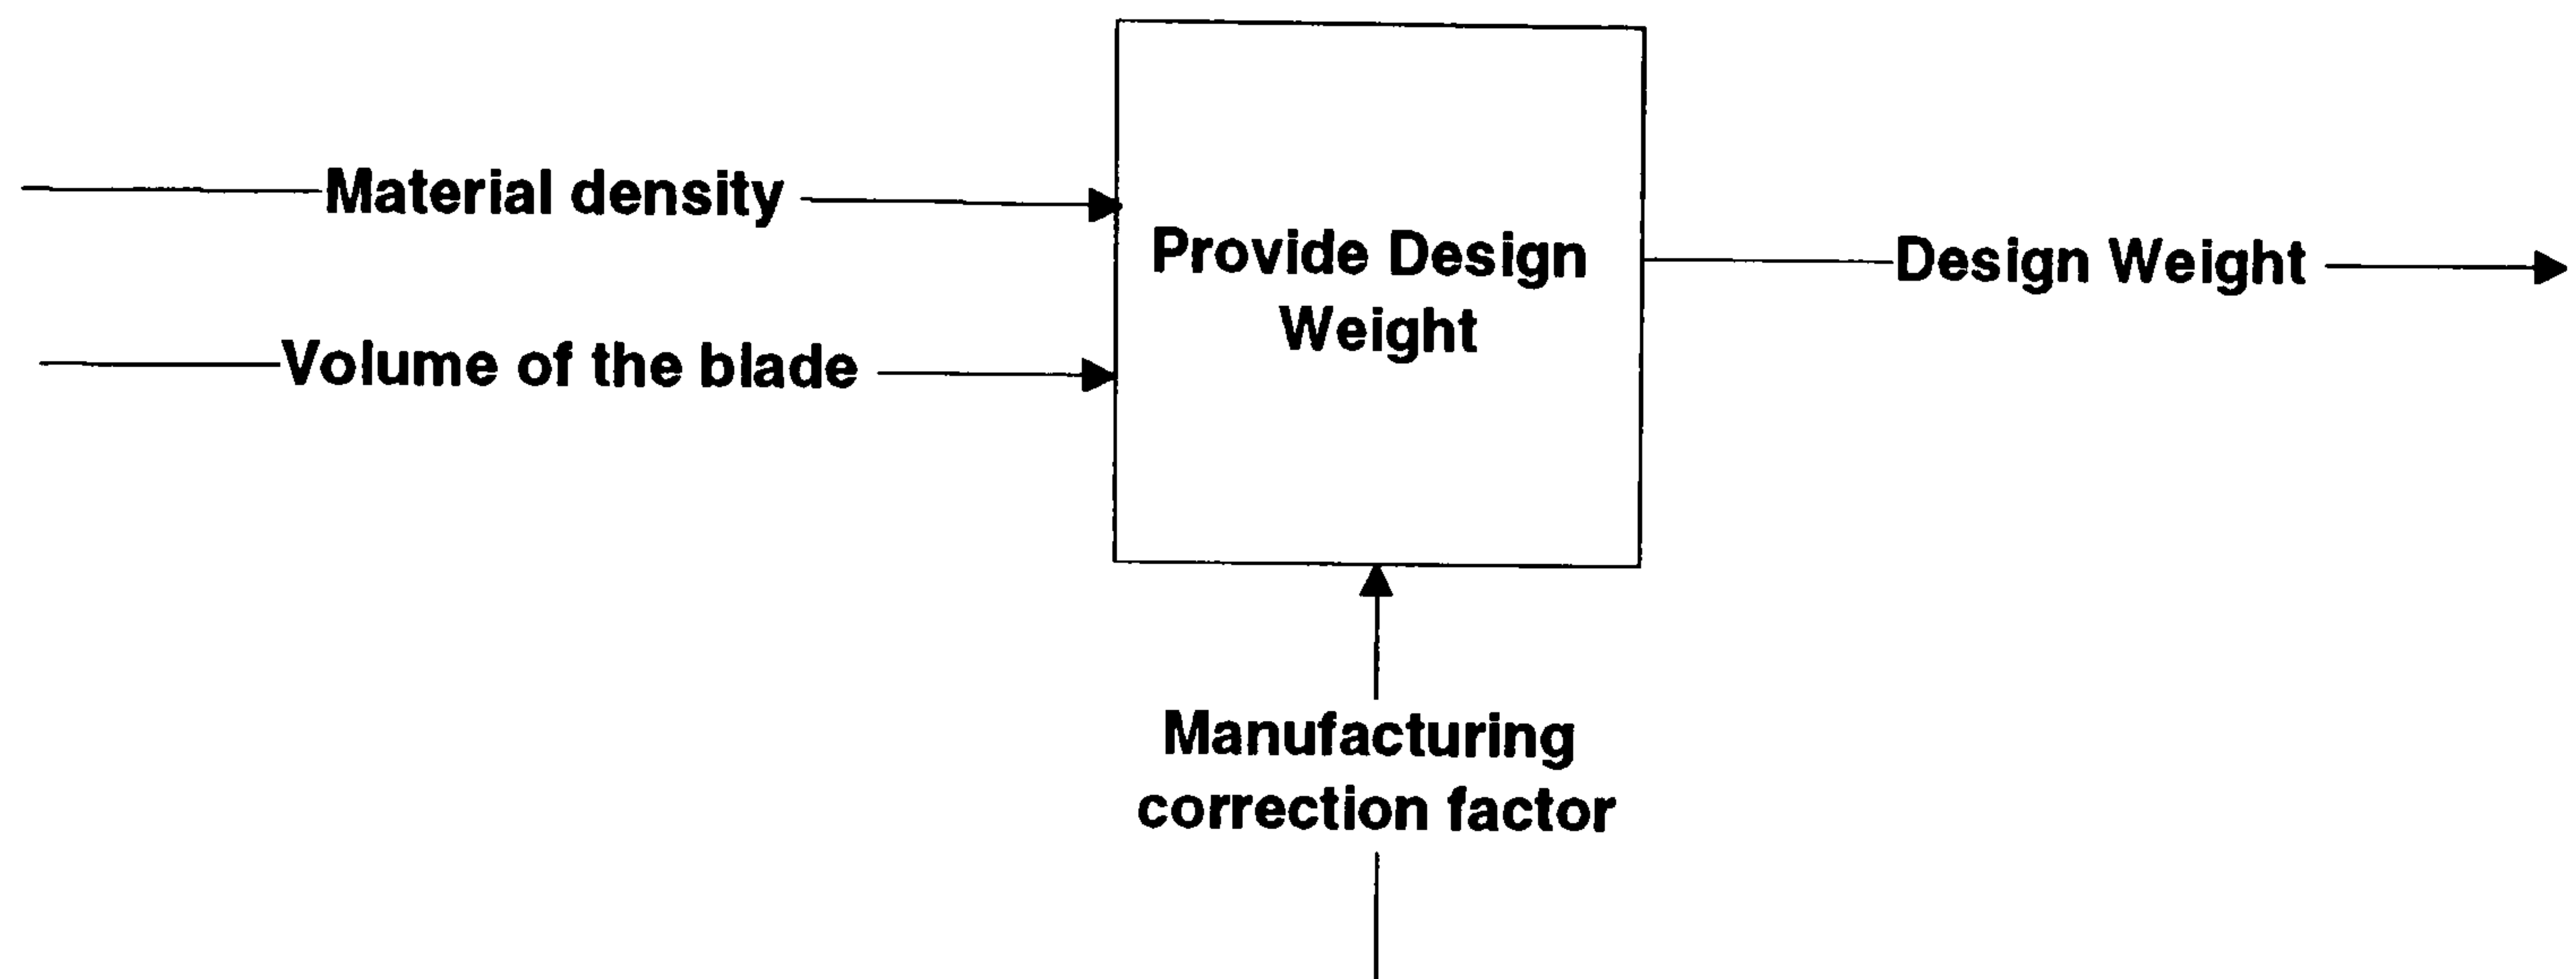 Material density
Volume of the blade
Provide Design
Weight
Design Weight
Manufacturing
correction factor